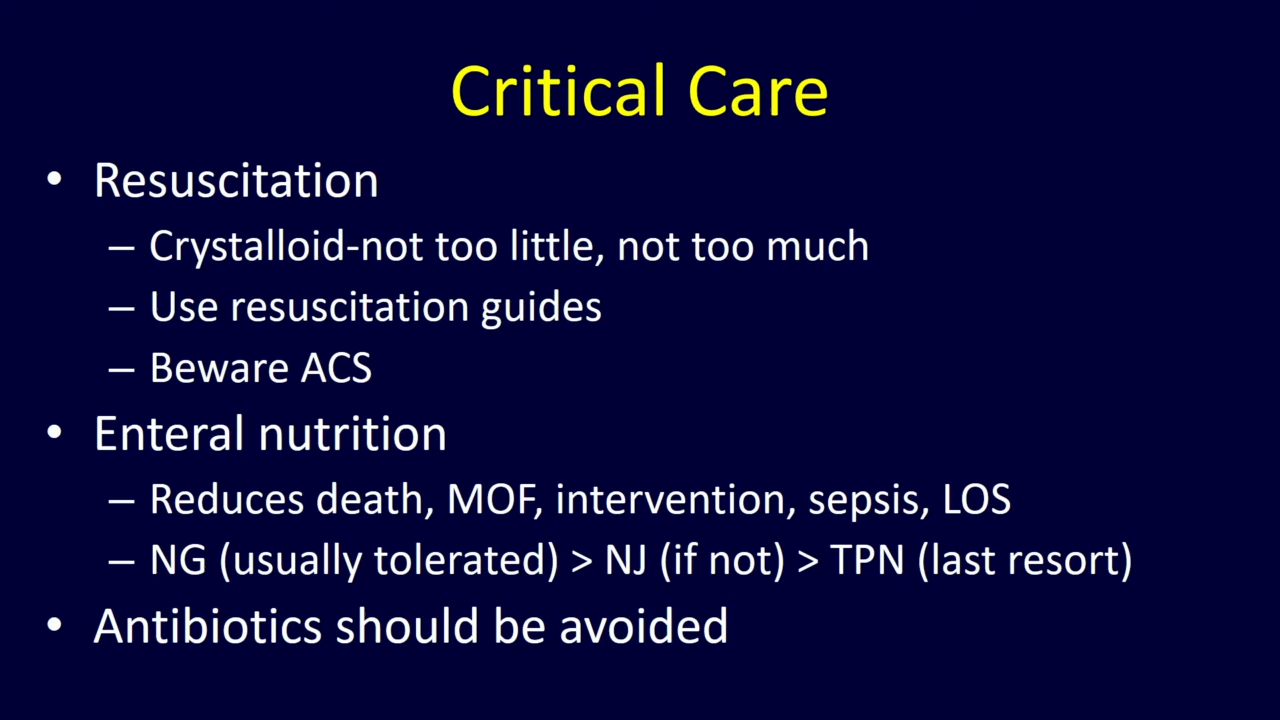 Critical Care
• Resuscitation
– Crystalloid-not too little, not too much
– Use resuscitation guides
– Beware ACS
• Enteral nutrition
– Reduces death, MOF, intervention, sepsis, LOS
– NG (usually tolerated) > NJ (if not) > TPN (last resort)
• Antibiotics should be avoided